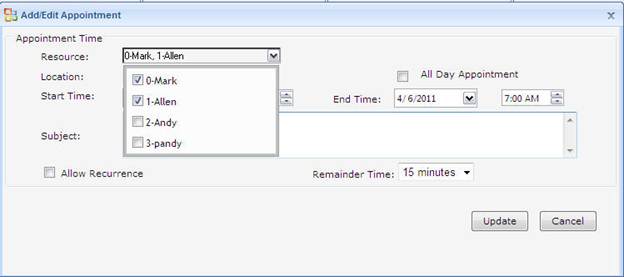 Add/Edit Appointment
Appointment Time
Resource: 0-Mark, 1-Allen
Location: 0-Mark All Day Appointment
Start Time: 1-Allen End Time: 4/ 6/2011 7:00 AM
2-Andy
Subject: 3-pandy
Allow Recurrence Remainder Time: 15 minutes
Update Cancel